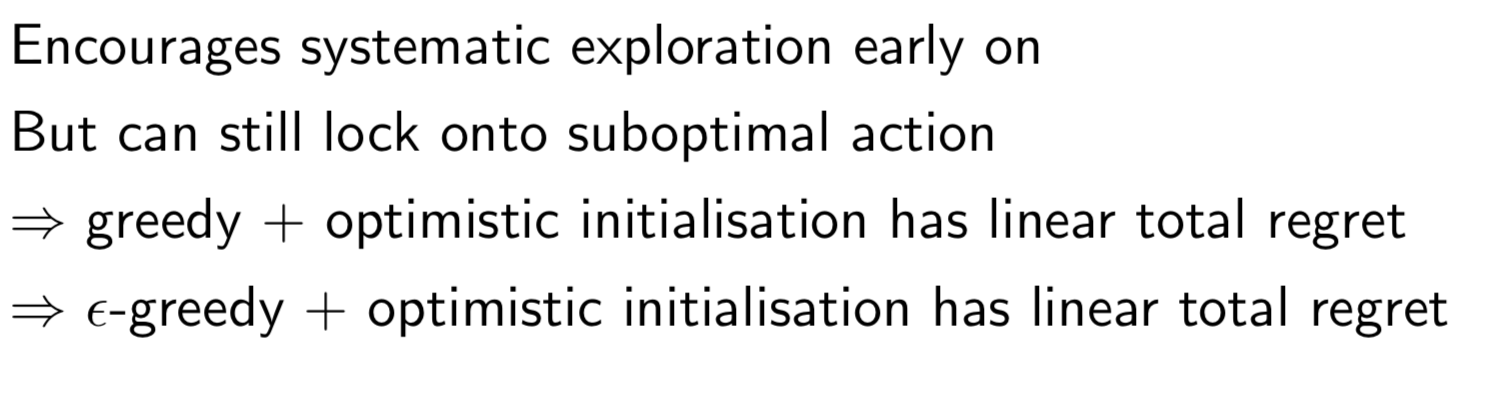 Encourages systematic exploration early on
But can still lock onto suboptimal action
⇒ greedy + optimistic initialisation has linear total regret
⇒ ϵ-greedy + optimistic initialisation has linear total regret